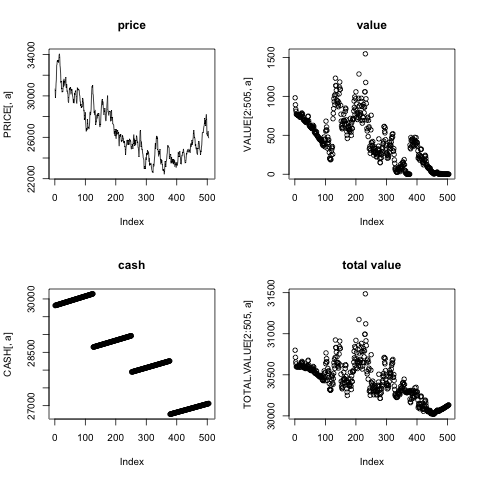 price
PRICE[, a]
22000 26000 30000 34000
0 100 200 300 400 500
Index
value
VALUE[2:505, a]
0 500 1000 1500
0 100 200 300 400 500
Index
cash
CASH[, a]
27000 28500 30000
0 100 200 300 400 500
Index
total value
TOTAL.VALUE[2:505, a]
30000 30500 31000 31500
0 100 200 300 400 500
Index